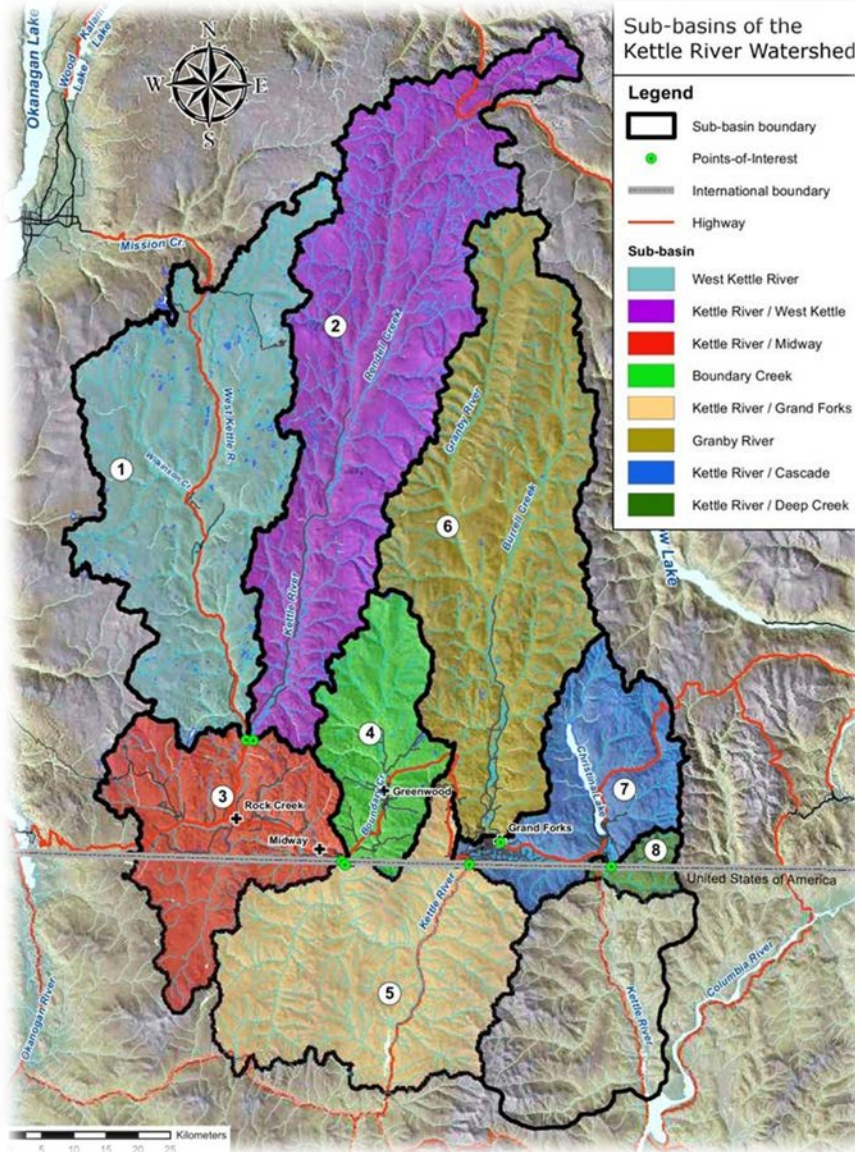 Sub-basins of the
Kettle River Watershed
Legend
Sub-basin boundary
Points-of-Interest
International boundary
Highway
Sub-basin
West Kettle River
Kettle River / West Kettle
Kettle River / Midway
Boundary Creek
Kettle River / Grand Forks
Granby River
Kettle River / Cascade
Kettle River / Deep Creek
Okanagan Lake
Wood
Lake
Lake
N
W
E
S
Mission Cr.
2
Rendell Creek
West Kettle R.
1
Wilkinson Cr.
Granby River
6
Burrell Creek
Kettle River
4
Christina Lake
7
3
Rock Creek
Boundary Cr.
Greenwood
Midway
Grand Forks
8
United States of America
Kettle River
5
Okanogan River
Kettle River
Columbia River
5
10
15
20
25
Kilometers